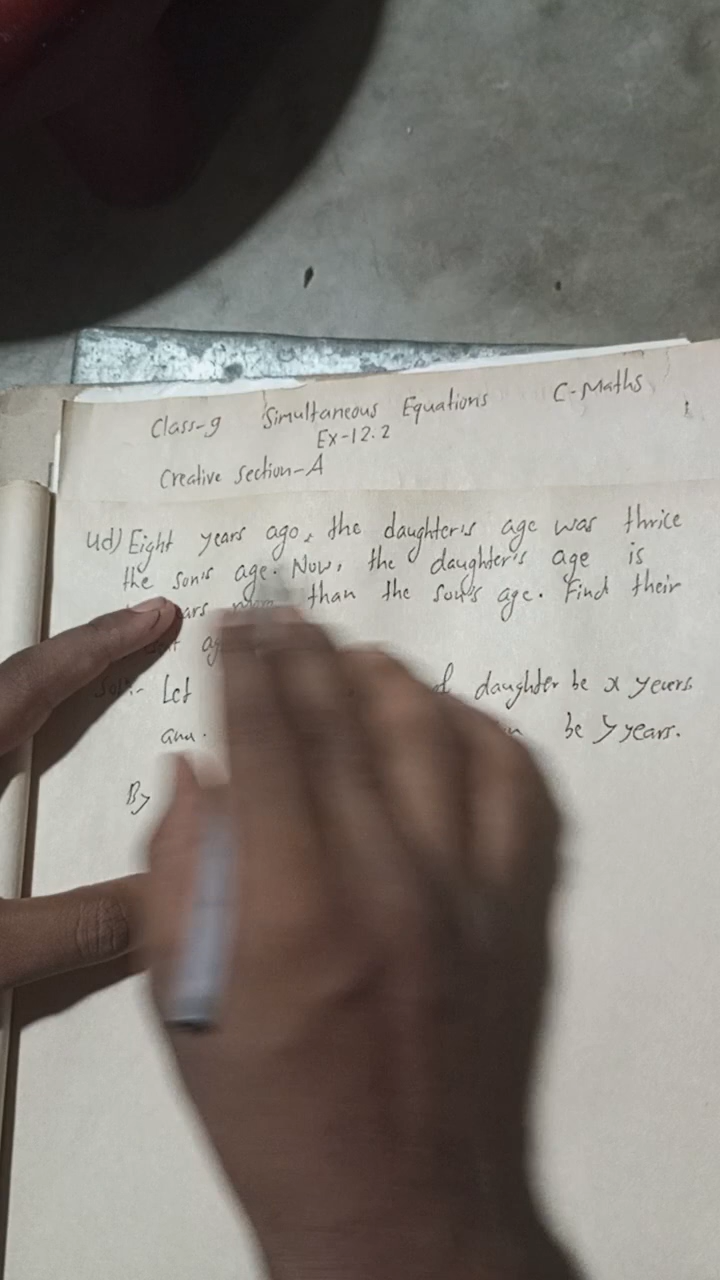 Class-9 Simultaneous Equations C-Maths
Ex-12.2
Creative section-A
4d) Eight years ago, the daughter's age was thrice
the son's age. Now, the daughter's age is
than the son's age. Find their
Let daughter be x years
be y years.
By